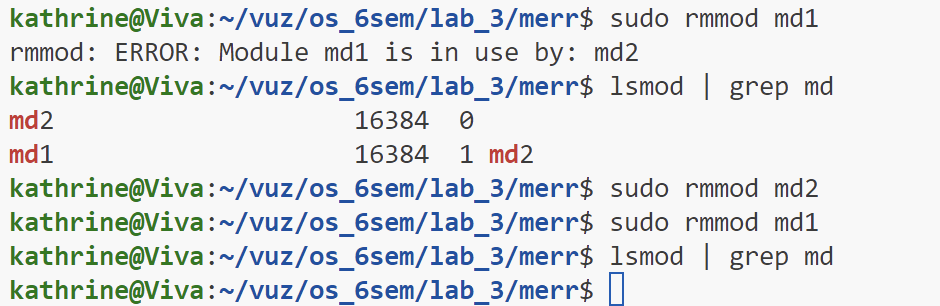 kathrine@Viva:~/vuz/os_6sem/lab_3/merr$ sudo rmmod md1
rmmod: ERROR: Module md1 is in use by: md2
kathrine@Viva:~/vuz/os_6sem/lab_3/merr$ lsmod | grep md
md2                    16384  0
md1                    16384  1 md2
kathrine@Viva:~/vuz/os_6sem/lab_3/merr$ sudo rmmod md2
kathrine@Viva:~/vuz/os_6sem/lab_3/merr$ sudo rmmod md1
kathrine@Viva:~/vuz/os_6sem/lab_3/merr$ lsmod | grep md
kathrine@Viva:~/vuz/os_6sem/lab_3/merr$